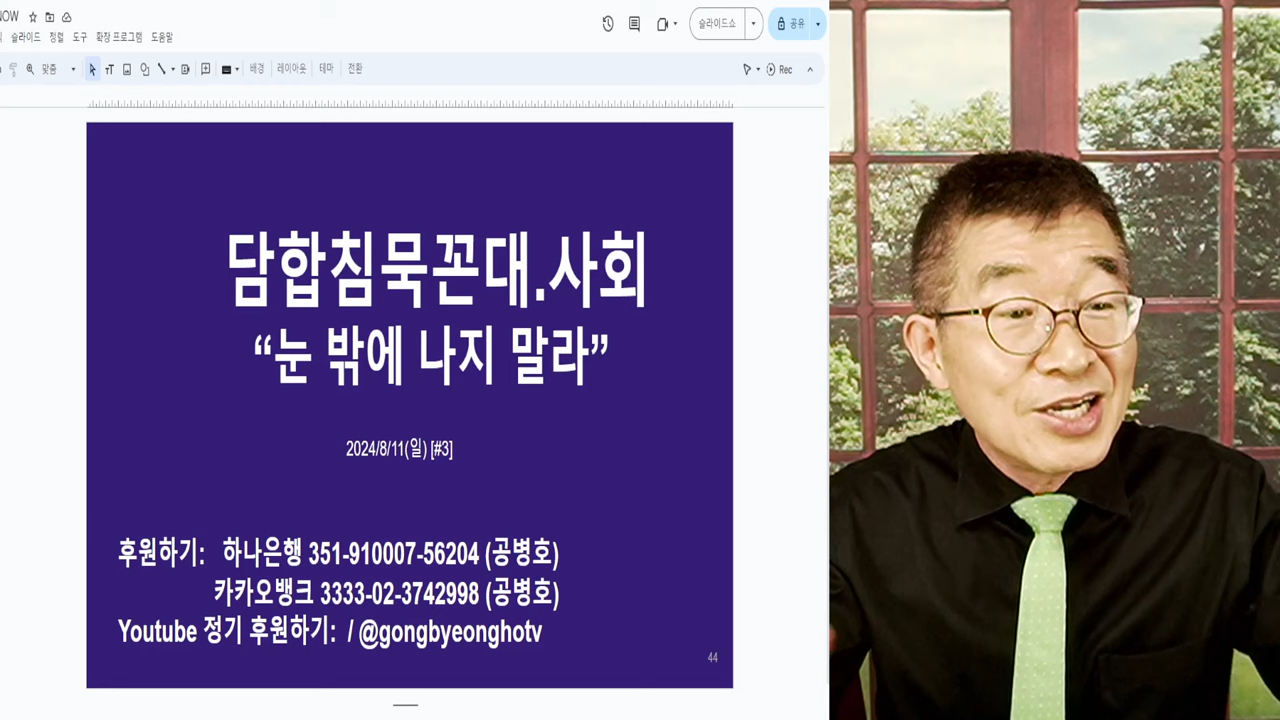 NOW
슬라이드 정렬 도구 확장 프로그램 도움말
슬라이드쇼
공유
맞춤
배경 레이아웃 테마 전환
Rec
담합침묵꼰대.사회
“눈 밖에 나지 말라”
2024/8/11(일) [#3]
후원하기: 하나은행 351-910007-56204 (공병호)
카카오뱅크 3333-02-3742998 (공병호)
Youtube 정기 후원하기: / @gongbyeonghotv
44